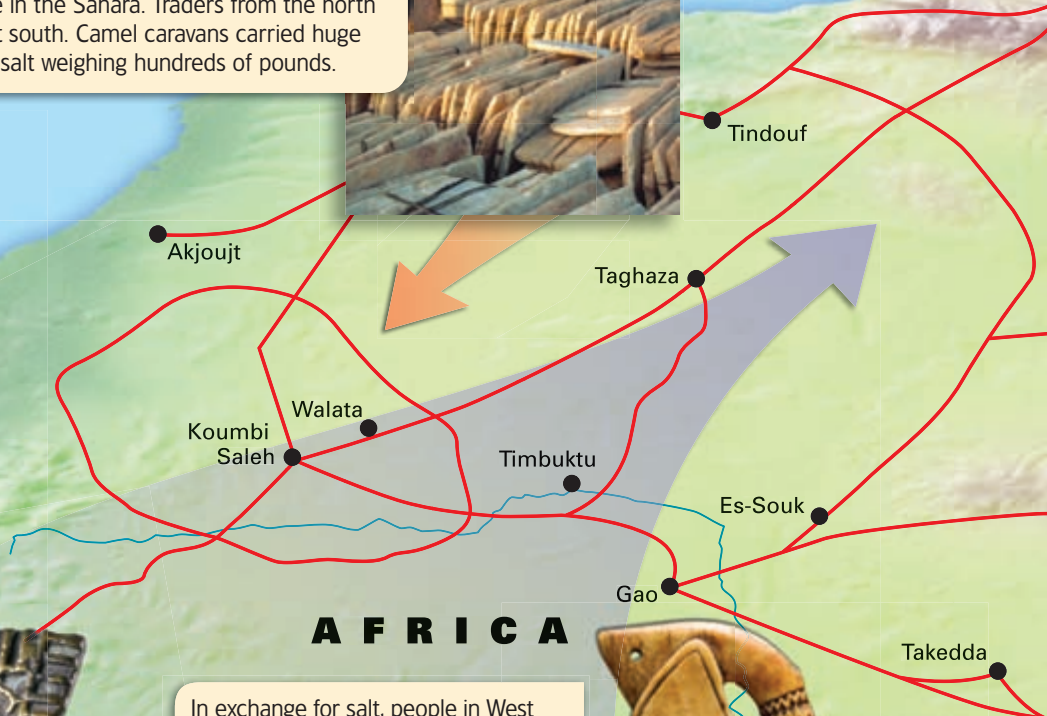 e in the Sahara. Traders from the north
t south. Camel caravans carried huge
salt weighing hundreds of pounds.
Tindouf
Akjoujt
Taghaza
Walata
Koumbi
Saleh
Timbuktu
Es-Souk
Gao
AFRICA
Takedda
In exchange for salt, people in West